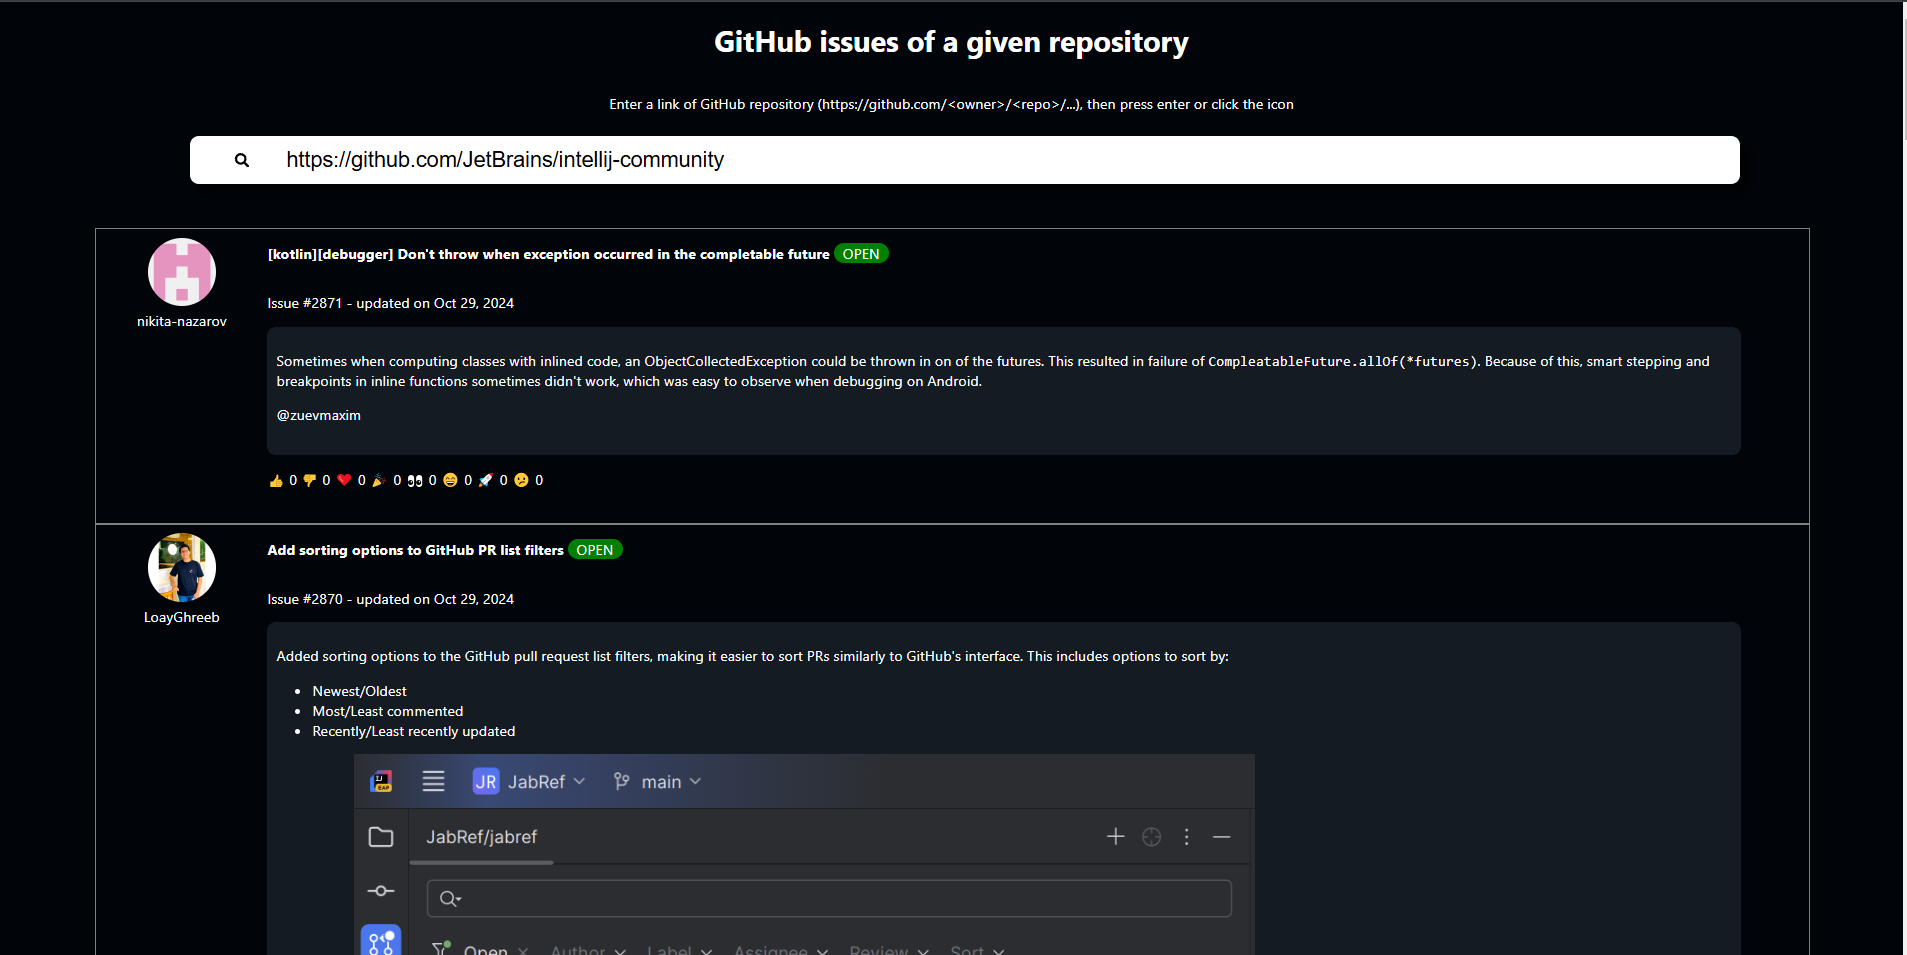 GitHub issues of a given repository
Enter a link of GitHub repository (https://github.com/<owner>/<repo>/...), then press enter or click the icon
https://github.com/JetBrains/intellij-community
[kotlin][debugger] Don't throw when exception occurred in the completable future OPEN
Issue #2871 - updated on Oct 29, 2024
nikita-nazarov
Sometimes when computing classes with inlined code, an ObjectCollectedException could be thrown in on of the futures. This resulted in failure of CompleatableFuture.allOf(*futures). Because of this, smart stepping and
breakpoints in inline functions sometimes didn't work, which was easy to observe when debugging on Android.
@zuevmaxim
👍 0 👎 0 ❤️ 0 🎉 0 👀 0 😄 0 🚀 0 😕 0
Add sorting options to GitHub PR list filters OPEN
Issue #2870 - updated on Oct 29, 2024
LoayGhreeb
Added sorting options to the GitHub pull request list filters, making it easier to sort PRs similarly to GitHub's interface. This includes options to sort by:
• Newest/Oldest
• Most/Least commented
• Recently/Least recently updated
IJ EAP JR JabRef main
JabRef/jabref
Open Author Label Assignee Review Sort